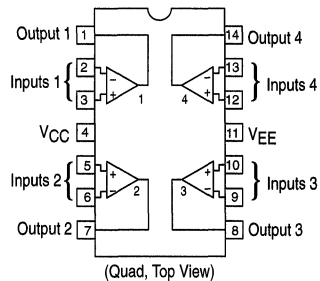 Output 1 1 14 Output 4
Inputs 1 { 2 − − 13 } Inputs 4
3 + + 12
1 4
VCC 4 11 VEE
Inputs 2 { 5 + + 10 } Inputs 3
6 − − 9
2 3
Output 2 7 8 Output 3
(Quad, Top View)